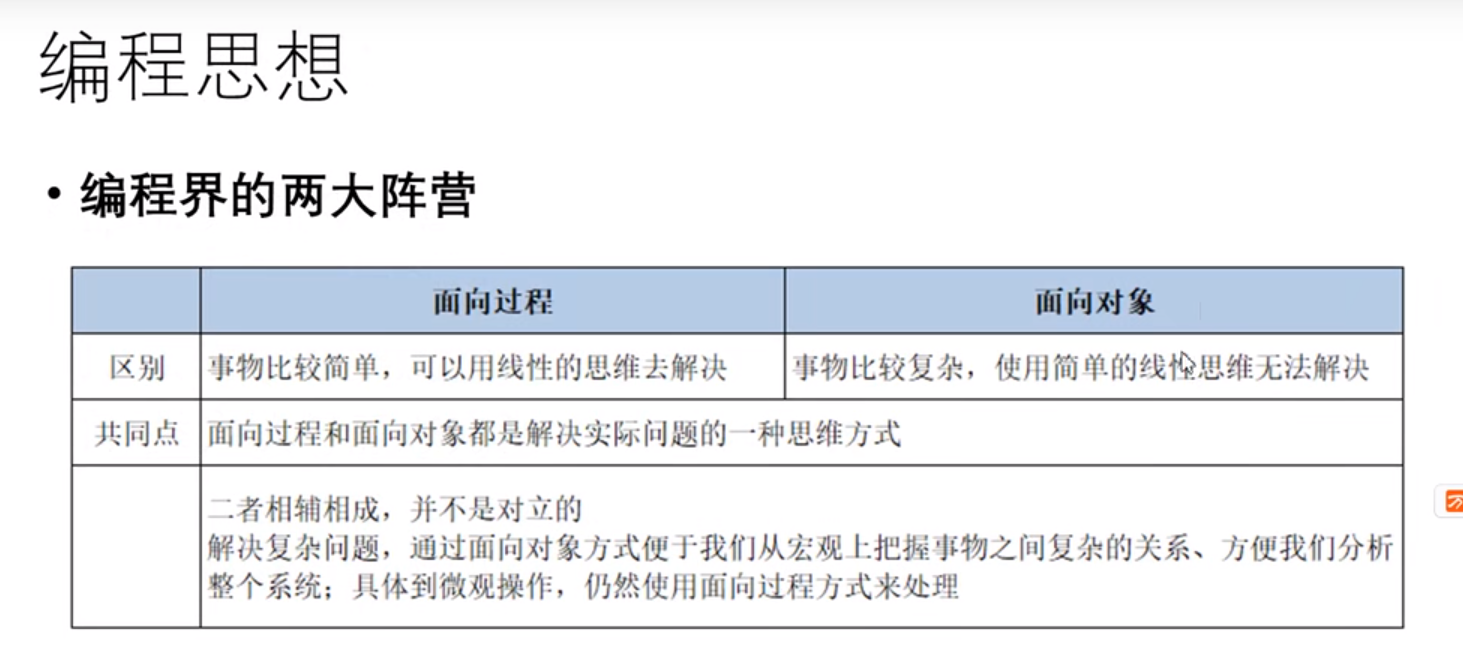 编程思想
• 编程界的两大阵营
面向过程 面向对象
区别 事物比较简单，可以用线性的思维去解决 事物比较复杂，使用简单的线性思维无法解决
共同点 面向过程和面向对象都是解决实际问题的一种思维方式
二者相辅相成，并不是对立的
解决复杂问题，通过面向对象方式便于我们从宏观上把握事物之间复杂的关系、方便我们分析
整个系统；具体到微观操作，仍然使用面向过程方式来处理